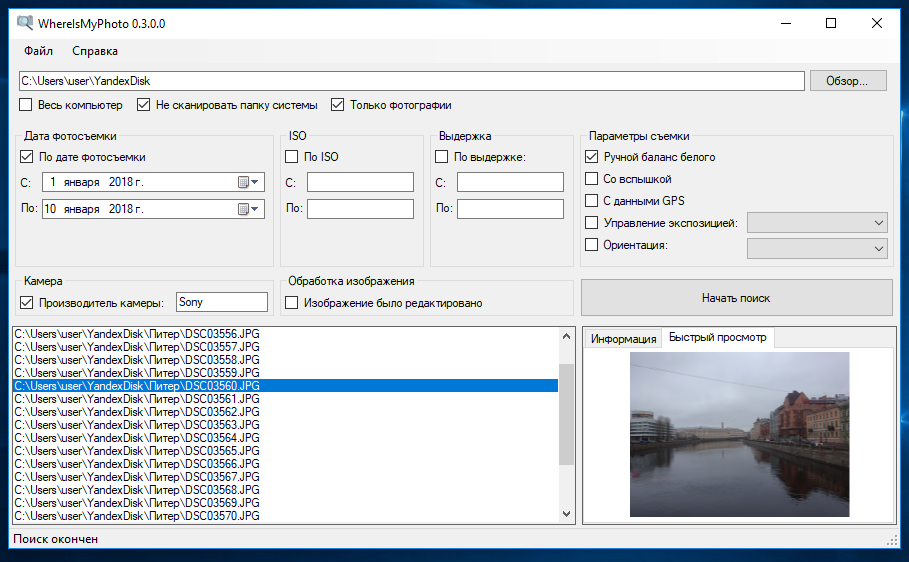 WhereIsMyPhoto 0.3.0.0
Файл Справка
C:\Users\user\YandexDisk Обзор...
Весь компьютер Не сканировать папку системы Только фотографии
Дата фотосъемки ISO Выдержка Параметры съемки
По дате фотосъемки По ISO По выдержке: Ручной баланс белого
С: 1 января 2018 г. С: С: Со вспышкой
С данными GPS
По: 10 января 2018 г. По: По:
Управление экспозицией:
Ориентация:
Камера Обработка изображения
Производитель камеры: Sony Изображение было редактировано Начать поиск
C:\Users\user\YandexDisk\Питер\DSC03556.JPG
Информация Быстрый просмотр
C:\Users\user\YandexDisk\Питер\DSC03557.JPG
C:\Users\user\YandexDisk\Питер\DSC03558.JPG
C:\Users\user\YandexDisk\Питер\DSC03559.JPG
C:\Users\user\YandexDisk\Питер\DSC03560.JPG
C:\Users\user\YandexDisk\Питер\DSC03561.JPG
C:\Users\user\YandexDisk\Питер\DSC03562.JPG
C:\Users\user\YandexDisk\Питер\DSC03563.JPG
C:\Users\user\YandexDisk\Питер\DSC03564.JPG
C:\Users\user\YandexDisk\Питер\DSC03565.JPG
C:\Users\user\YandexDisk\Питер\DSC03566.JPG
C:\Users\user\YandexDisk\Питер\DSC03567.JPG
C:\Users\user\YandexDisk\Питер\DSC03568.JPG
C:\Users\user\YandexDisk\Питер\DSC03569.JPG
C:\Users\user\YandexDisk\Питер\DSC03570.JPG
Поиск окончен